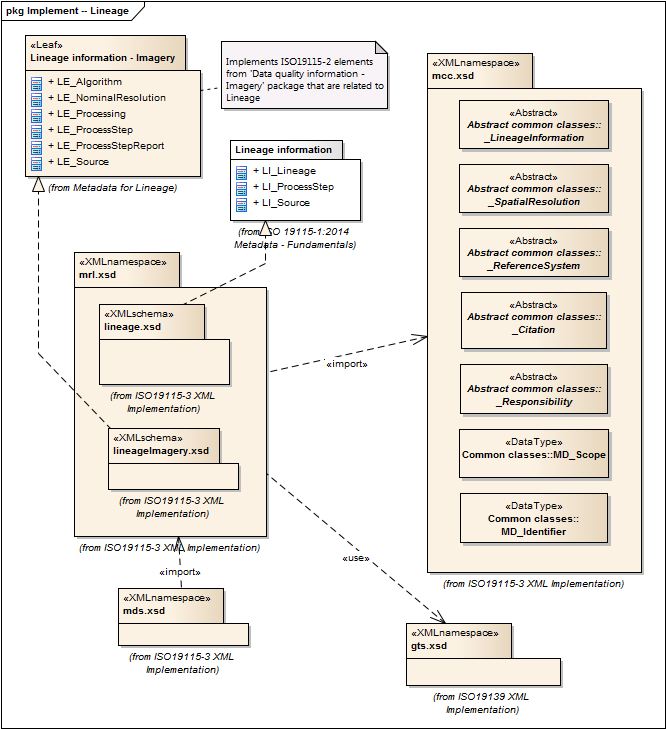 pkg Implement -- Lineage
«Leaf»
Lineage information - Imagery
+ LE_Algorithm
+ LE_NominalResolution
+ LE_Processing
+ LE_ProcessStep
+ LE_ProcessStepReport
+ LE_Source
(from Metadata for Lineage)
Implements ISO19115-2 elements
from 'Data quality information -
Imagery' package that are related to
Lineage
Lineage information
+ LI_Lineage
+ LI_ProcessStep
+ LI_Source
(from ISO 19115-1:2014
Metadata - Fundamentals)
«XMLnamespace»
mcc.xsd
«Abstract»
Abstract common classes::
_LineageInformation
«Abstract»
Abstract common classes::
_SpatialResolution
«Abstract»
Abstract common classes::
_ReferenceSystem
«Abstract»
Abstract common classes::
_Citation
«Abstract»
Abstract common classes::
_Responsibility
«DataType»
Common classes::MD_Scope
«DataType»
Common classes::
MD_Identifier
(from ISO19115-3 XML Implementation)
«XMLnamespace»
mrl.xsd
«XMLschema»
lineage.xsd
(from ISO19115-3 XML
Implementation)
«XMLschema»
lineageImagery.xsd
(from ISO19115-3 XML
Implementation)
(from ISO19115-3 XML Implementation)
«import»
«import»
«use»
«XMLnamespace»
mds.xsd
(from ISO19115-3 XML
Implementation)
«XMLnamespace»
gts.xsd
(from ISO19139 XML
Implementation)